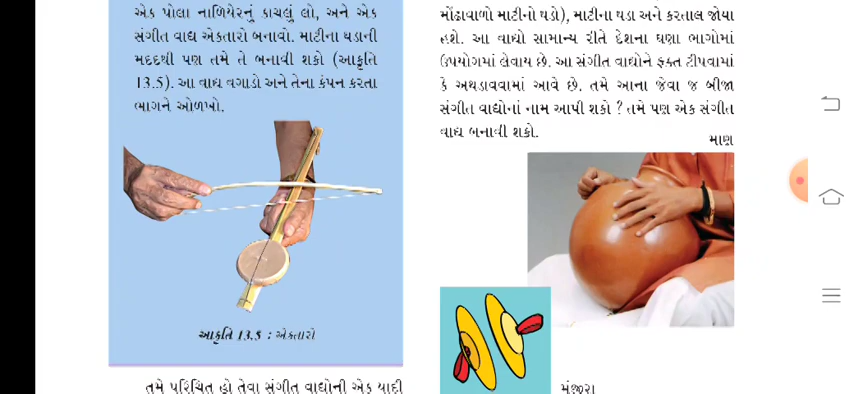 એક પોલા નાળિયેરનું કાચલું લો, અને એક
સંગીત વાદ્ય એકતારો બનાવો. માટીના ઘડાની
મદદથી પણ તમે તે બનાવી શકો (આકૃતિ
13.5). આ વાદ્ય વગાડો અને તેના કંપન કરતા
ભાગને ઓળખો.
આકૃતિ 13.5 : એકતારો
તમે પરિચિત હો તેવા સંગીત વાદ્યોની એક યાદી
મોંઢાવાળો માટીનો ઘડો), માટીના ઘડા અને કરતાલ જોયા
હશે. આ વાદ્યો સામાન્ય રીતે દેશના ઘણા ભાગોમાં
ઉપયોગમાં લેવાય છે. આ સંગીત વાદ્યોને ફક્ત ટીપવામાં
કે અથડાવવામાં આવે છે. તમે આના જેવા જ બીજા
સંગીત વાદ્યોનાં નામ આપી શકો ? તમે પણ એક સંગીત
વાદ્ય બનાવી શકો.
માણ
મંજીરા